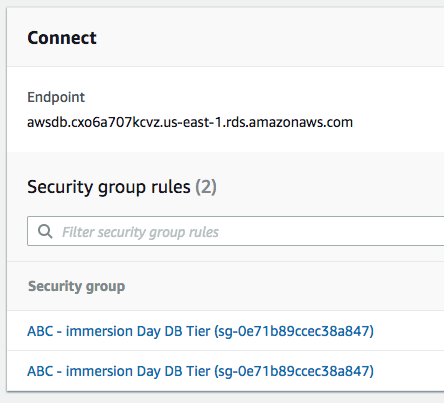 Connect
Endpoint
awsdb.cxo6a707kcvz.us-east-1.rds.amazonaws.com
Security group rules (2)
Filter security group rules
Security group
ABC - immersion Day DB Tier (sg-0e71b89ccec38a847)
ABC - immersion Day DB Tier (sg-0e71b89ccec38a847)